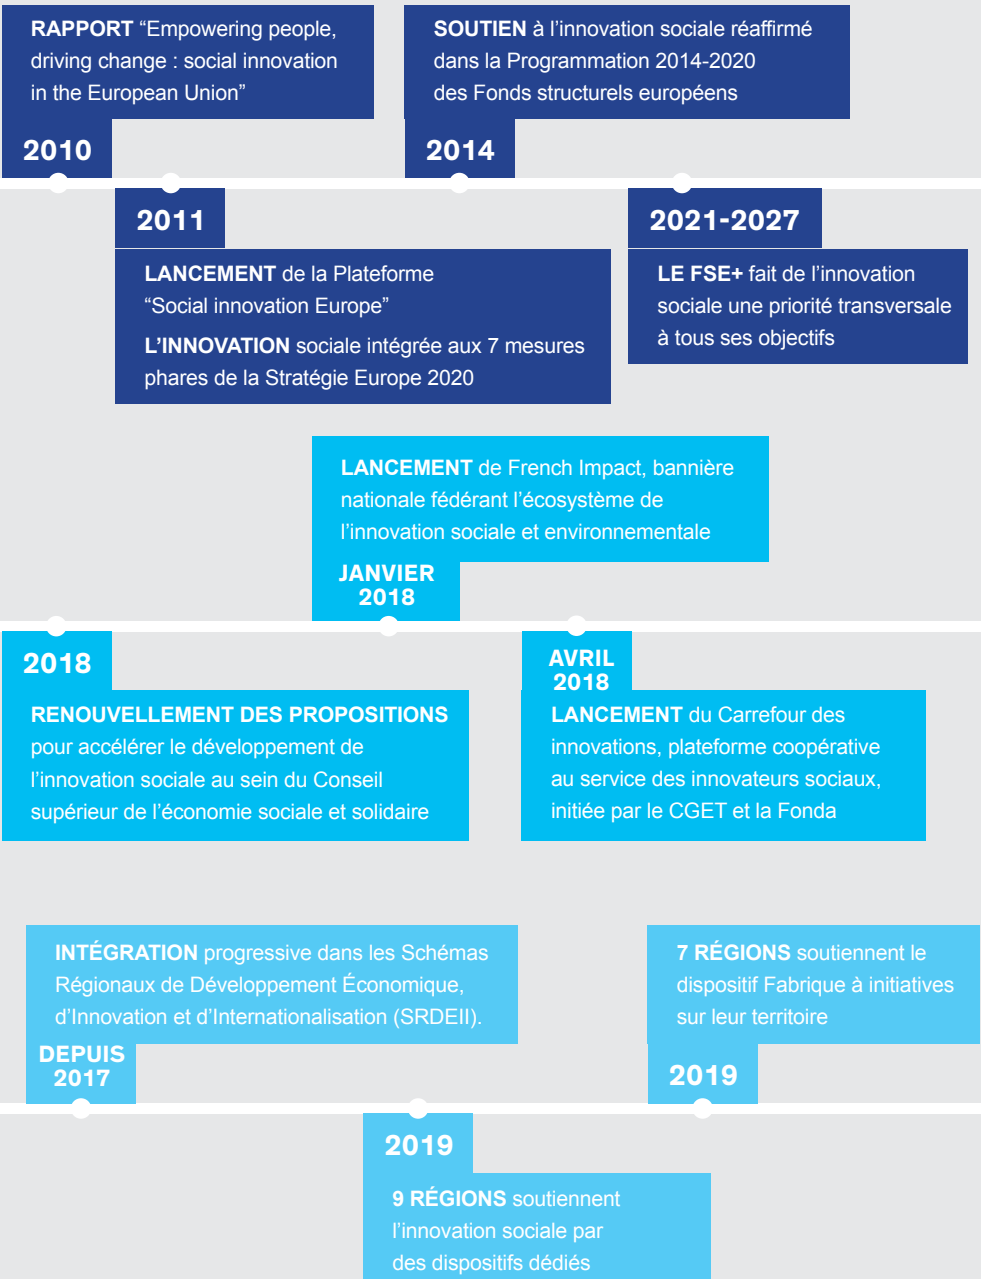 RAPPORT “Empowering people,
driving change : social innovation
in the European Union”
2010
SOUTIEN à l’innovation sociale réaffirmé
dans la Programmation 2014-2020
des Fonds structurels européens
2014
2011
LANCEMENT de la Plateforme
“Social innovation Europe”
L’INNOVATION sociale intégrée aux 7 mesures
phares de la Stratégie Europe 2020
2021-2027
LE FSE+ fait de l’innovation
sociale une priorité transversale
à tous ses objectifs
LANCEMENT de French Impact, bannière
nationale fédérant l’écosystème de
l’innovation sociale et environnementale
JANVIER
2018
2018
RENOUVELLEMENT DES PROPOSITIONS
pour accélérer le développement de
l’innovation sociale au sein du Conseil
supérieur de l’économie sociale et solidaire
AVRIL
2018
LANCEMENT du Carrefour des
innovations, plateforme coopérative
au service des innovateurs sociaux,
initiée par le CGET et la Fonda
INTÉGRATION progressive dans les Schémas
Régionaux de Développement Économique,
d’Innovation et d’Internationalisation (SRDEII).
DEPUIS
2017
7 RÉGIONS soutiennent le
dispositif Fabrique à initiatives
sur leur territoire
2019
2019
9 RÉGIONS soutiennent
l’innovation sociale par
des dispositifs dédiés